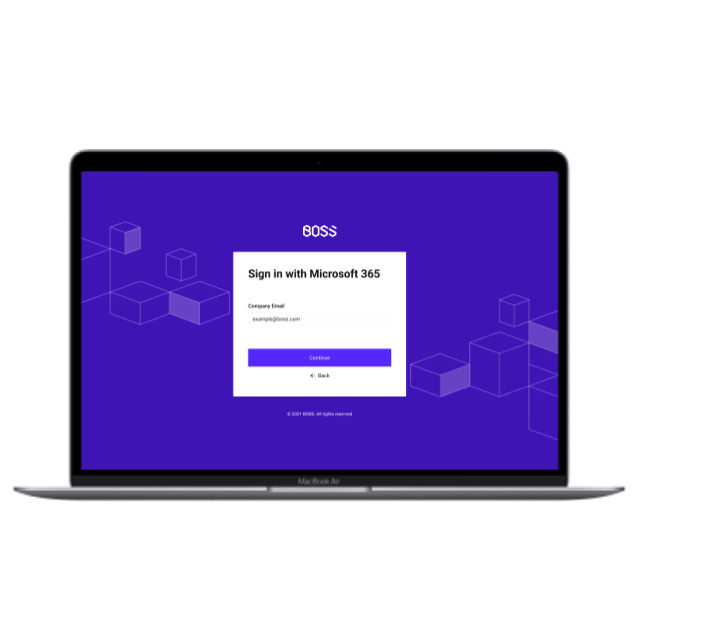 BOSS
Sign in with Microsoft 365
Company Email
example@boss.com
Continue
← Back
© 2021 BOSS. All rights reserved
MacBook Air